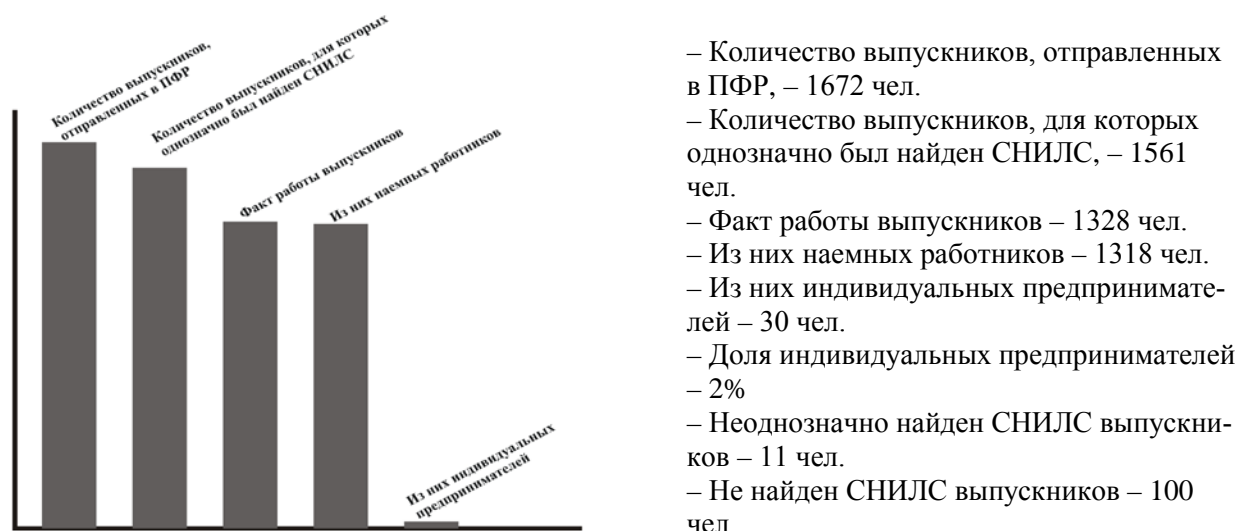 Количество выпускников,
отправленных в ПФР
Количество выпускников, для которых
однозначно был найден СНИЛС
Факт работы выпускников
Из них наемных работников
Из них индивидуальных
предпринимателей
– Количество выпускников, отправленных
в ПФР, – 1672 чел.
– Количество выпускников, для которых
однозначно был найден СНИЛС, – 1561
чел.
– Факт работы выпускников – 1328 чел.
– Из них наемных работников – 1318 чел.
– Из них индивидуальных предпринимате-
лей – 30 чел.
– Доля индивидуальных предпринимателей
– 2%
– Неоднозначно найден СНИЛС выпускни-
ков – 11 чел.
– Не найден СНИЛС выпускников – 100
чел